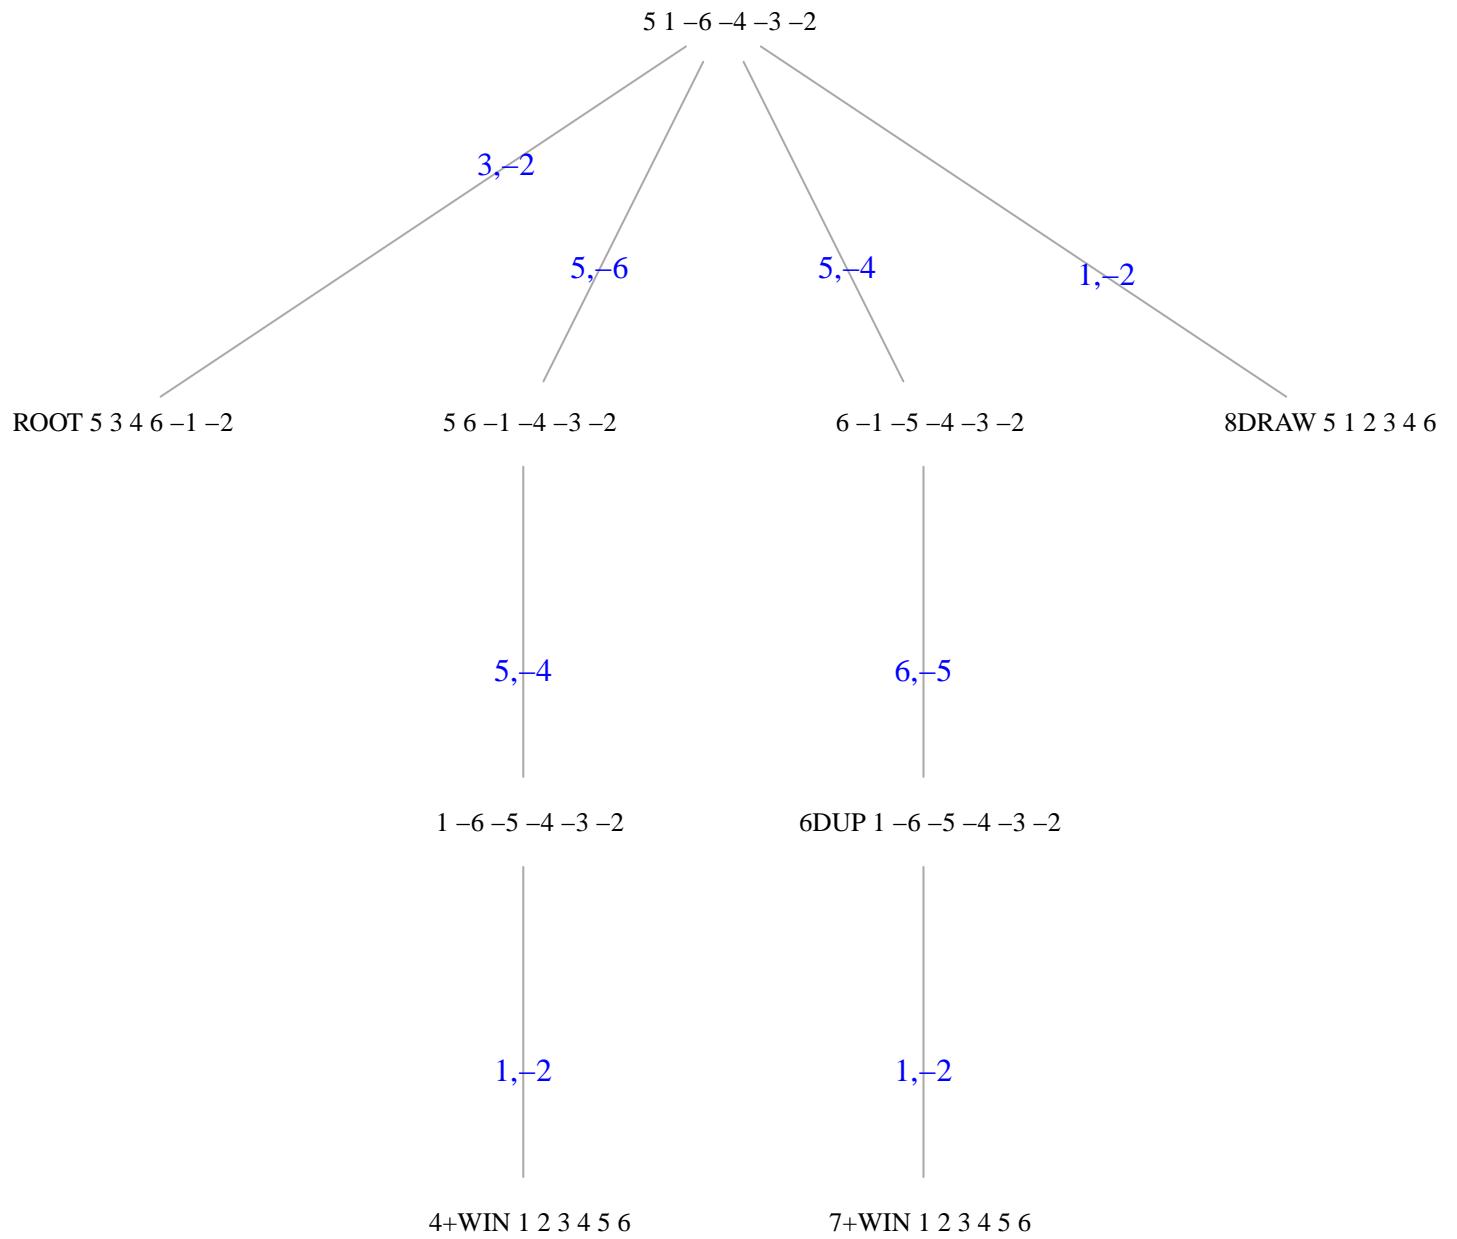 5 1 –6 –4 –3 –2
3,–2
5,–6
5,–4
1,–2
ROOT 5 3 4 6 –1 –2
5 6 –1 –4 –3 –2
6 –1 –5 –4 –3 –2
8DRAW 5 1 2 3 4 6
5,–4
6,–5
1 –6 –5 –4 –3 –2
6DUP 1 –6 –5 –4 –3 –2
1,–2
1,–2
4+WIN 1 2 3 4 5 6
7+WIN 1 2 3 4 5 6